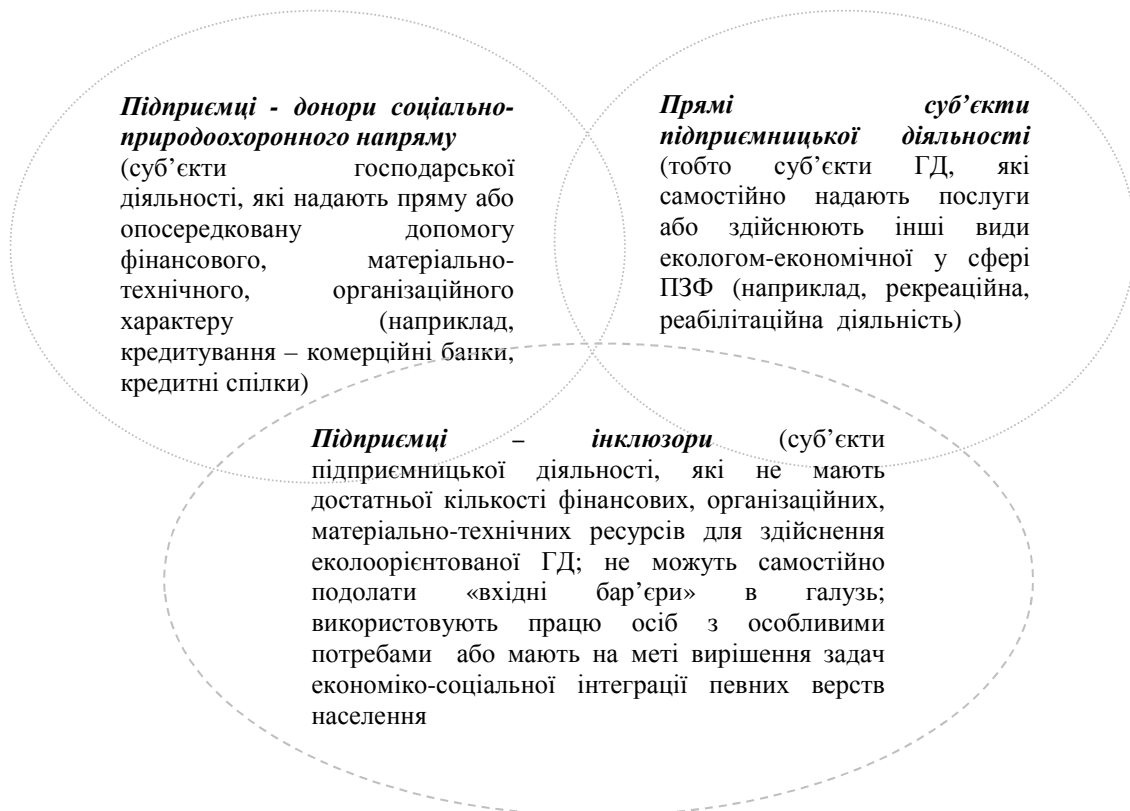 Підприємці - донори соціально-
природоохоронного напряму
(суб’єкти господарської
діяльності, які надають пряму або
опосередковану допомогу
фінансового, матеріально-
технічного, організаційного
характеру (наприклад,
кредитування – комерційні банки,
кредитні спілки)
Прямі суб’єкти
підприємницької діяльності
(тобто суб’єкти ГД, які
самостійно надають послуги
або здійснюють інші види
екологом-економічної у сфері
ПЗФ (наприклад, рекреаційна,
реабілітаційна діяльність)
Підприємці – інклюзори (суб’єкти
підприємницької діяльності, які не мають
достатньої кількості фінансових, організаційних,
матеріально-технічних ресурсів для здійснення
еколоорієнтованої ГД; не можуть самостійно
подолати «вхідні бар’єри» в галузь;
використовують працю осіб з особливими
потребами або мають на меті вирішення задач
економіко-соціальної інтеграції певних верств
населення